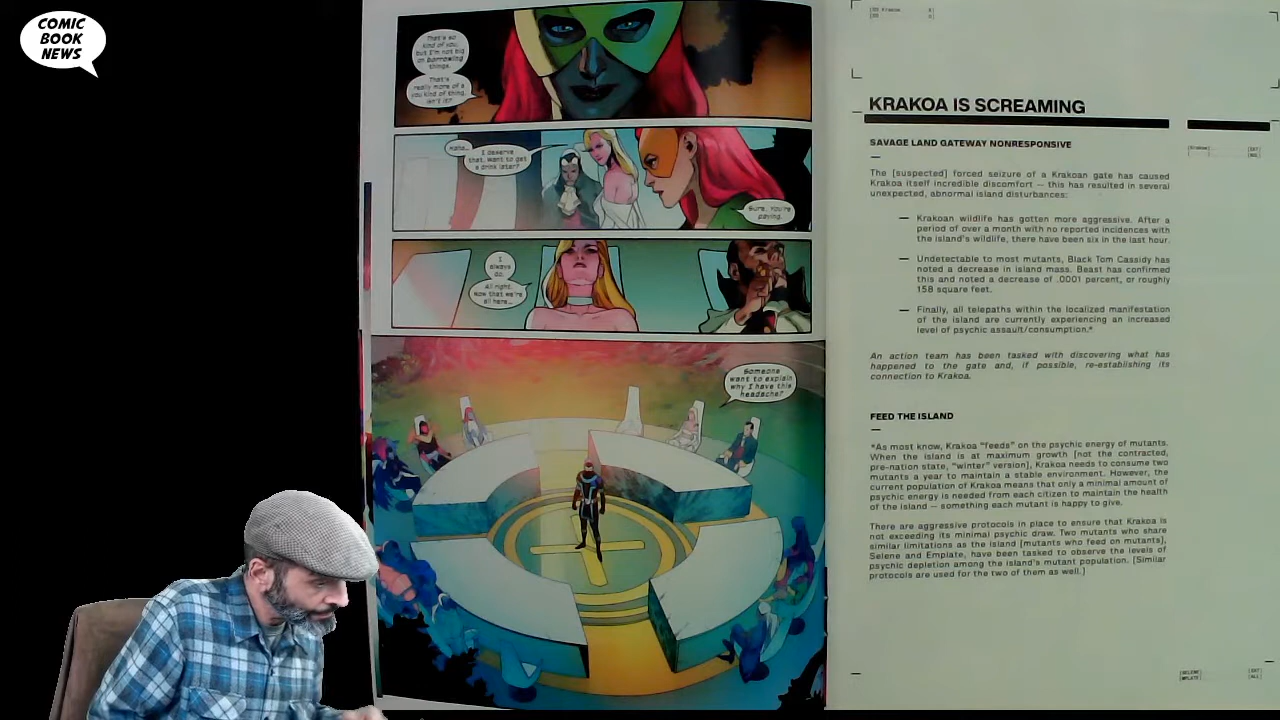 COMIC
BOOK
NEWS
That's so
kind of you,
but I'm not big
on borrowing
things.
That's
really more of a
you kind of thing,
isn't it?
Haha...
I deserve
that. Want to get
a drink later?
Sure. You're
paying.
I
always
do.
All right.
Now that we're
all here...
Someone
want to explain
why I have this
headache?
KRAKOA IS SCREAMING
SAVAGE LAND GATEWAY NONRESPONSIVE
—
The [suspected] forced seizure of a Krakoan gate has caused
Krakoa itself incredible discomfort — this has resulted in several
unexpected, abnormal island disturbances:
— Krakoan wildlife has gotten more aggressive. After a
period of over a month with no reported incidences with
the island's wildlife, there have been six in the last hour.
— Undetectable to most mutants, Black Tom Cassidy has
noted a decrease in island mass. Beast has confirmed
this and noted a decrease of .0001 percent, or roughly
158 square feet.
— Finally, all telepaths within the localized manifestation
of the island are currently experiencing an increased
level of psychic assault/consumption.*
An action team has been tasked with discovering what has
happened to the gate and, if possible, re-establishing its
connection to Krakoa.
FEED THE ISLAND
—
*As most know, Krakoa "feeds" on the psychic energy of mutants.
When the island is at maximum growth [not the contracted,
pre-nation state, "winter" version], Krakoa needs to consume two
mutants a year to maintain a stable environment. However, the
current population of Krakoa means that only a minimal amount of
psychic energy is needed from each citizen to maintain the health
of the island — something each mutant is happy to give.
There are aggressive protocols in place to ensure that Krakoa is
not exceeding its minimal psychic draw. Two mutants who share
similar limitations as the island [mutants who feed on mutants],
Selene and Emplate, have been tasked to observe the levels of
psychic depletion among the island's mutant population. [Similar
protocols are used for the two of them as well.]